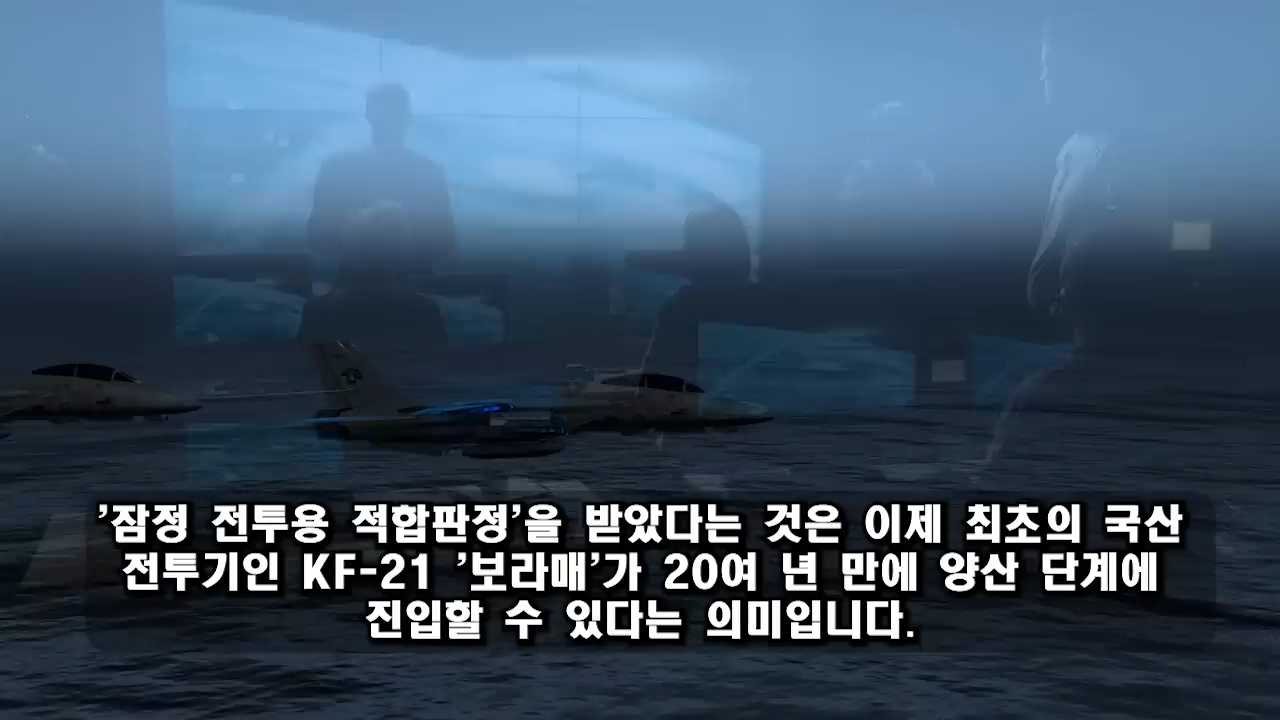 '잠정 전투용 적합판정'을 받았다는 것은 이제 최초의 국산
전투기인 KF-21 '보라매'가 20여 년 만에 양산 단계에
진입할 수 있다는 의미입니다.